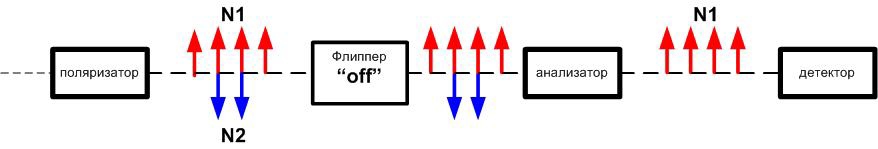 N1
N1
поляризатор
Флиппер
“off”
анализатор
детектор
N2